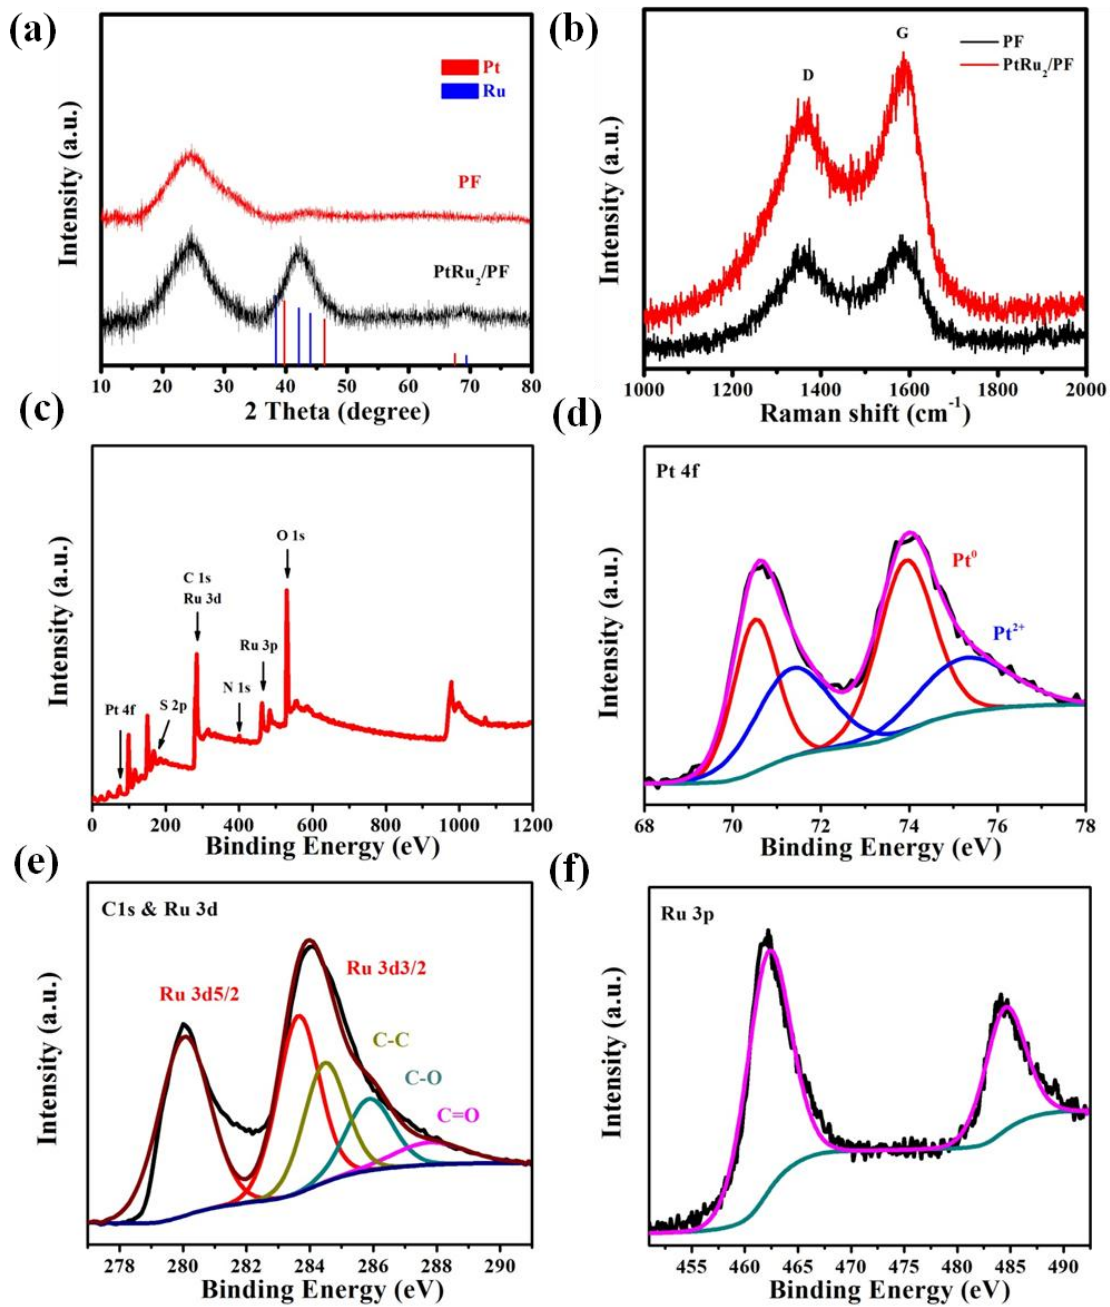 (a)
Pt
Ru
PF
PtRu₂/PF
Intensity (a.u.)
10 20 30 40 50 60 70 80
2 Theta (degree)
(b)
G
D
PF
PtRu₂/PF
Intensity (a.u.)
1000 1200 1400 1600 1800 2000
Raman shift (cm⁻¹)
(c)
O 1s
C 1s
Ru 3d
Ru 3p
N 1s
S 2p
Pt 4f
Intensity (a.u.)
0 200 400 600 800 1000 1200
Binding Energy (eV)
(d)
Pt 4f
Pt⁰
Pt²⁺
Intensity (a.u.)
68 70 72 74 76 78
Binding Energy (eV)
(e)
C1s & Ru 3d
Ru 3d5/2
Ru 3d3/2
C-C
C-O
C=O
Intensity (a.u.)
278 280 282 284 286 288 290
Binding Energy (eV)
(f)
Ru 3p
Intensity (a.u.)
455 460 465 470 475 480 485 490
Binding Energy (eV)